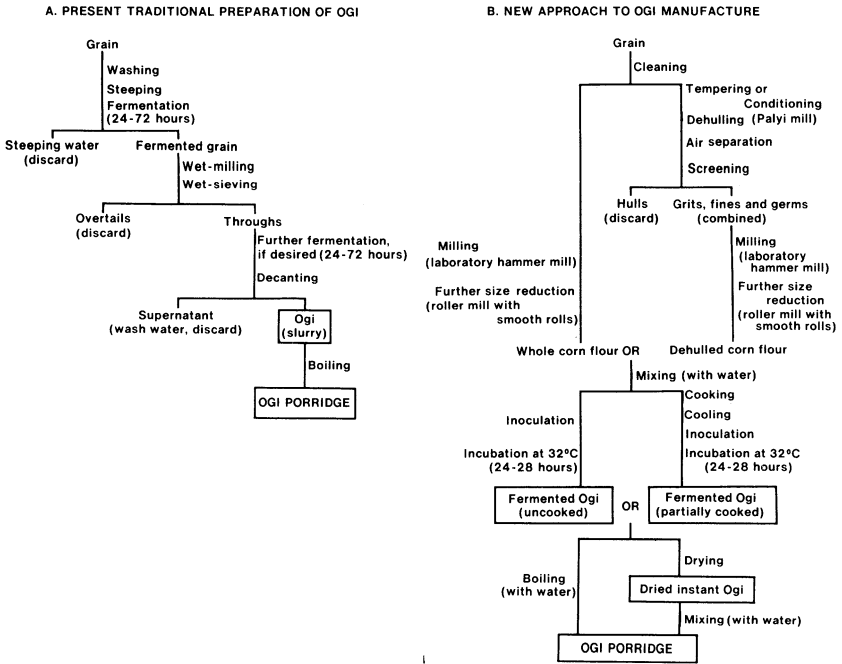 A. PRESENT TRADITIONAL PREPARATION OF OGI
Grain
Washing
Steeping
Fermentation
(24-72 hours)
Steeping water
(discard)
Fermented grain
Wet-milling
Wet-sieving
Overtails
(discard)
Throughs
Further fermentation,
if desired (24-72 hours)
Decanting
Supernatant
(wash water, discard)
Ogi
(slurry)
Boiling
OGI PORRIDGE
B. NEW APPROACH TO OGI MANUFACTURE
Grain
Cleaning
Tempering or
Conditioning
Dehulling (Palyi mill)
Air separation
Screening
Hulls
(discard)
Grits, fines and germs
(combined)
Milling
(laboratory hammer mill)
Further size reduction
(roller mill with
smooth rolls)
Milling
(laboratory
hammer mill)
Further size
reduction
(roller mill with
smooth rolls)
Whole corn flour OR
Dehulled corn flour
Mixing (with water)
Inoculation
Incubation at 32ºC
(24-28 hours)
Cooking
Cooling
Inoculation
Incubation at 32ºC
(24-28 hours)
Fermented Ogi
(uncooked)
OR
Fermented Ogi
(partially cooked)
Boiling
(with water)
Drying
Dried instant Ogi
Mixing (with water)
OGI PORRIDGE